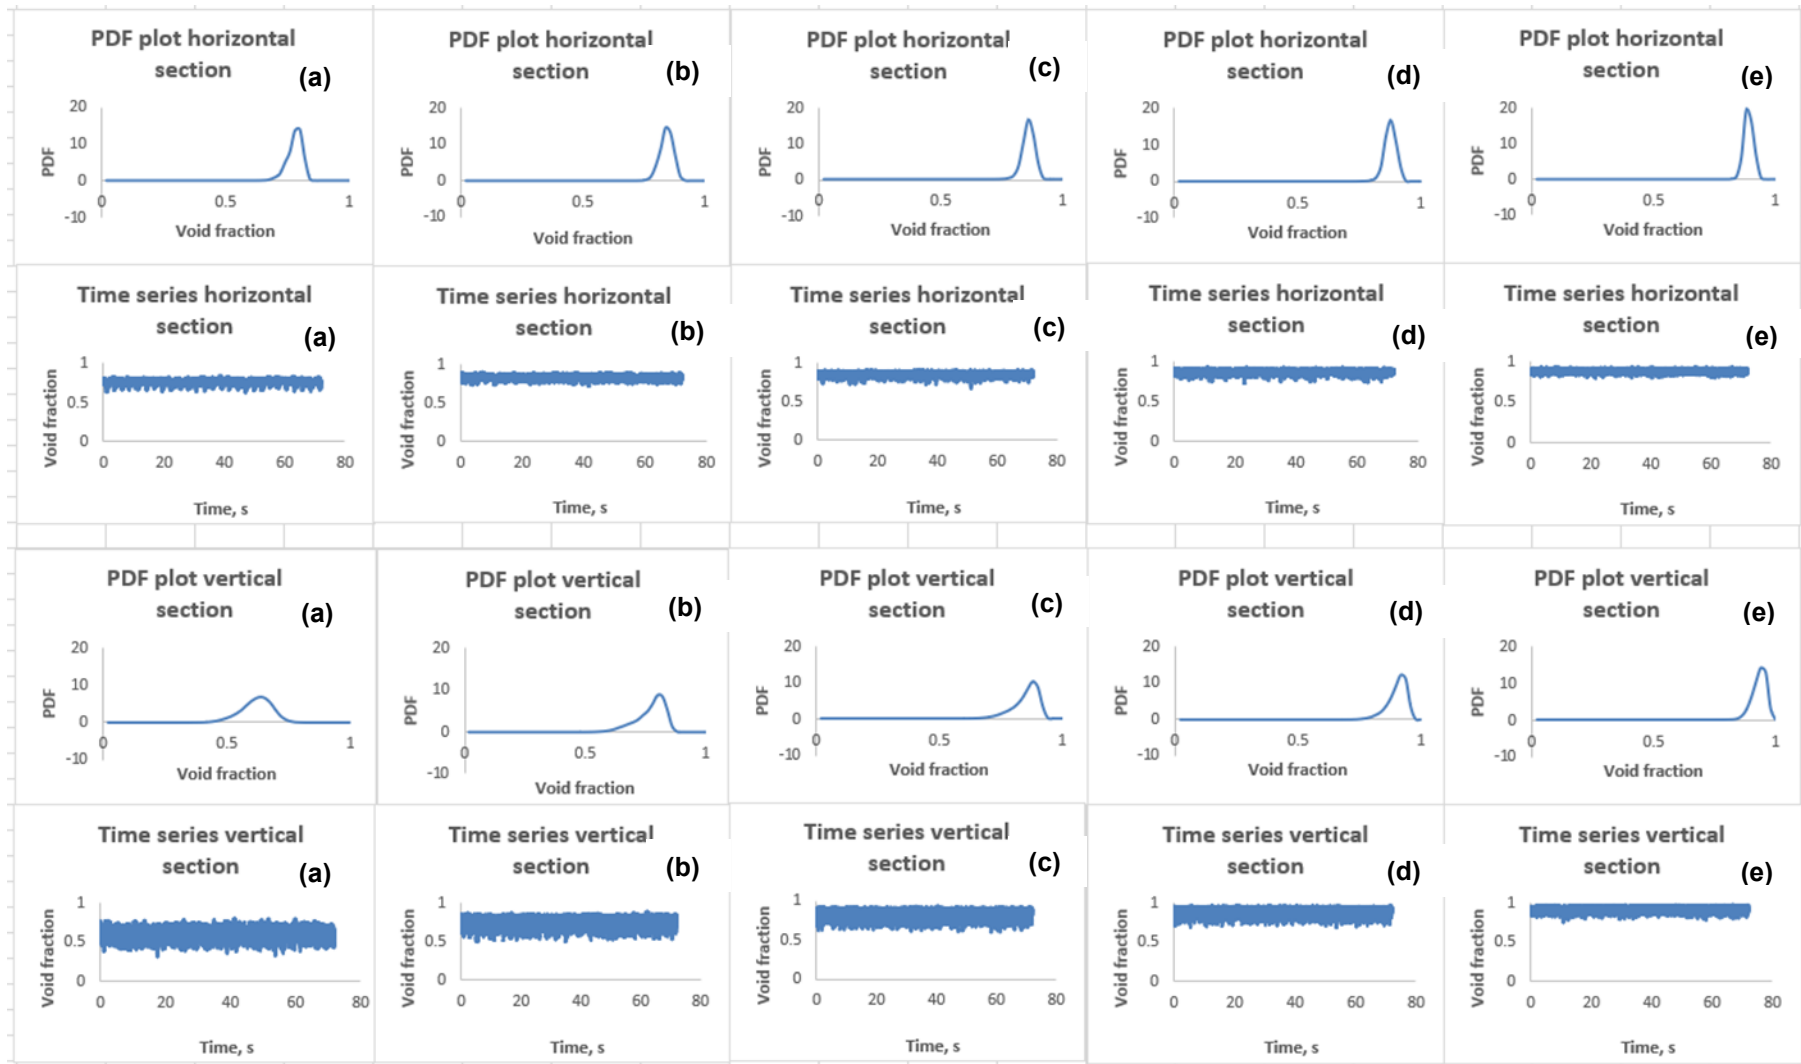 PDF plot horizontal
section
(a)
20
10
0
-10
PDF
0
0.5
1
Void fraction
PDF plot horizontal
section
(b)
20
10
0
-10
PDF
0
0.5
1
Void fraction
PDF plot horizontal
section
(c)
20
10
0
-10
PDF
0
0.5
1
Void fraction
PDF plot horizontal
section
(d)
20
10
0
-10
PDF
0
0.5
1
Void fraction
PDF plot horizontal
section
(e)
20
10
0
-10
PDF
0
0.5
1
Void fraction
Time series horizontal
section
(a)
1
0.5
0
Void fraction
0 20 40 60 80
Time, s
Time series horizontal
section
(b)
1
0.5
0
Void fraction
0 20 40 60 80
Time, s
Time series horizontal
section
(c)
1
0.5
0
Void fraction
0 20 40 60 80
Time, s
Time series horizontal
section
(d)
1
0.5
0
Void fraction
0 20 40 60 80
Time, s
Time series horizontal
section
(e)
1
0.5
0
Void fraction
0 20 40 60 80
Time, s
PDF plot vertical
section
(a)
20
10
0
-10
PDF
0
0.5
1
Void fraction
PDF plot vertical
section
(b)
20
10
0
-10
PDF
0
0.5
1
Void fraction
PDF plot vertical
section
(c)
20
10
0
-10
PDF
0
0.5
1
Void fraction
PDF plot vertical
section
(d)
20
10
0
-10
PDF
0
0.5
1
Void fraction
PDF plot vertical
section
(e)
20
10
0
-10
PDF
0
0.5
1
Void fraction
Time series vertical
section
(a)
1
0.5
0
Void fraction
0 20 40 60 80
Time, s
Time series vertical
section
(b)
1
0.5
0
Void fraction
0 20 40 60 80
Time, s
Time series vertical
section
(c)
1
0.5
0
Void fraction
0 20 40 60 80
Time, s
Time series vertical
section
(d)
1
0.5
0
Void fraction
0 20 40 60 80
Time, s
Time series vertical
section
(e)
1
0.5
0
Void fraction
0 20 40 60 80
Time, s